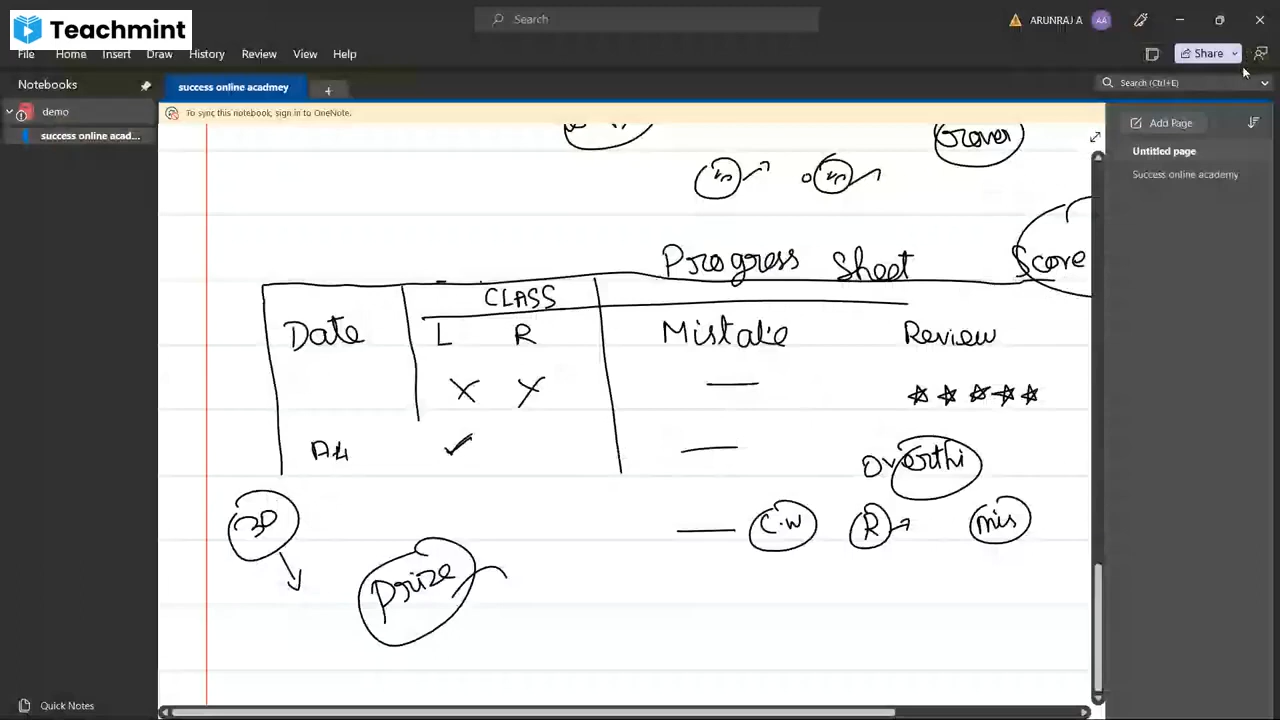 Teachmint
Search
ARUNRAJ A AA
File Home Insert Draw History Review View Help
Share
Notebooks
success online acadmey
+
Search (Ctrl+E)
demo
success online acad...
To sync this notebook, sign in to OneNote.
Add Page
Untitled page
Success online academy
Progress Sheet Score
CLASS
Date L R Mistake Review
X X — ☆ ☆ ☆ ☆ ☆
✓ — Overthi
— C.W R mis
Prize
Quick Notes